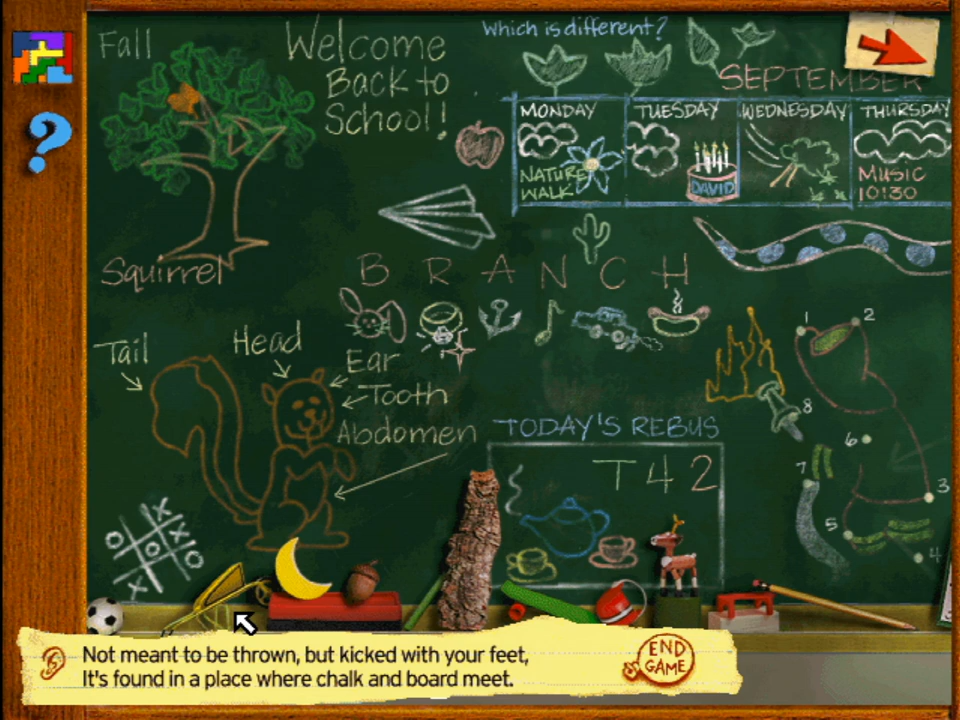 Fall
Welcome
Back to
School!
Which is different?
SEPTEMBER
MONDAY TUESDAY WEDNESDAY THURSDAY
NATURE
WALK
DAVID
MUSIC
10:30
Squirrel
B R A N C H
Tail
Head
Ear
Tooth
Abdomen
1 2
8
6
7
3
5
4
TODAY'S REBUS
T 4 2
X
X X
O O O
X
Not meant to be thrown, but kicked with your feet,
It's found in a place where chalk and board meet.
END
GAME
?